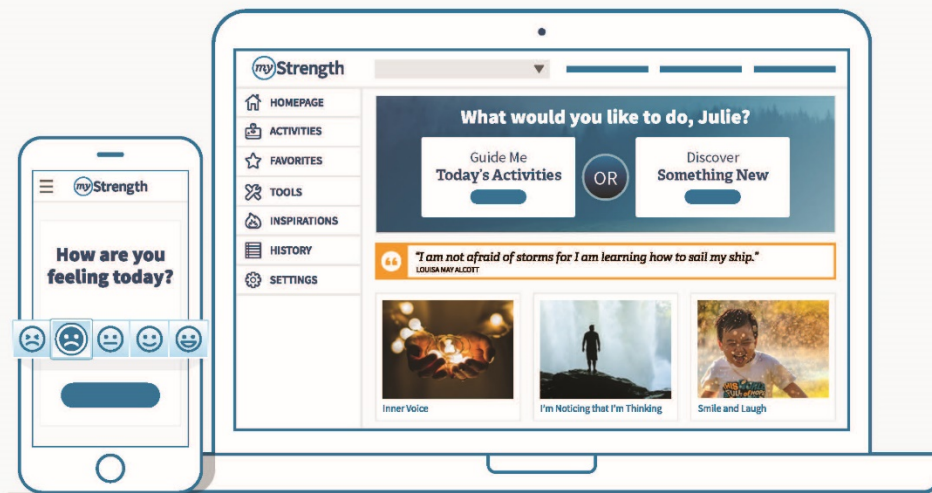 myStrength
How are you
feeling today?
myStrength
HOMEPAGE
ACTIVITIES
FAVORITES
TOOLS
INSPIRATIONS
HISTORY
SETTINGS
What would you like to do, Julie?
Guide Me
Today's Activities
OR
Discover
Something New
"I am not afraid of storms for I am learning how to sail my ship."
LOUISA MAY ALCOTT
Inner Voice
I'm Noticing that I'm Thinking
Smile and Laugh